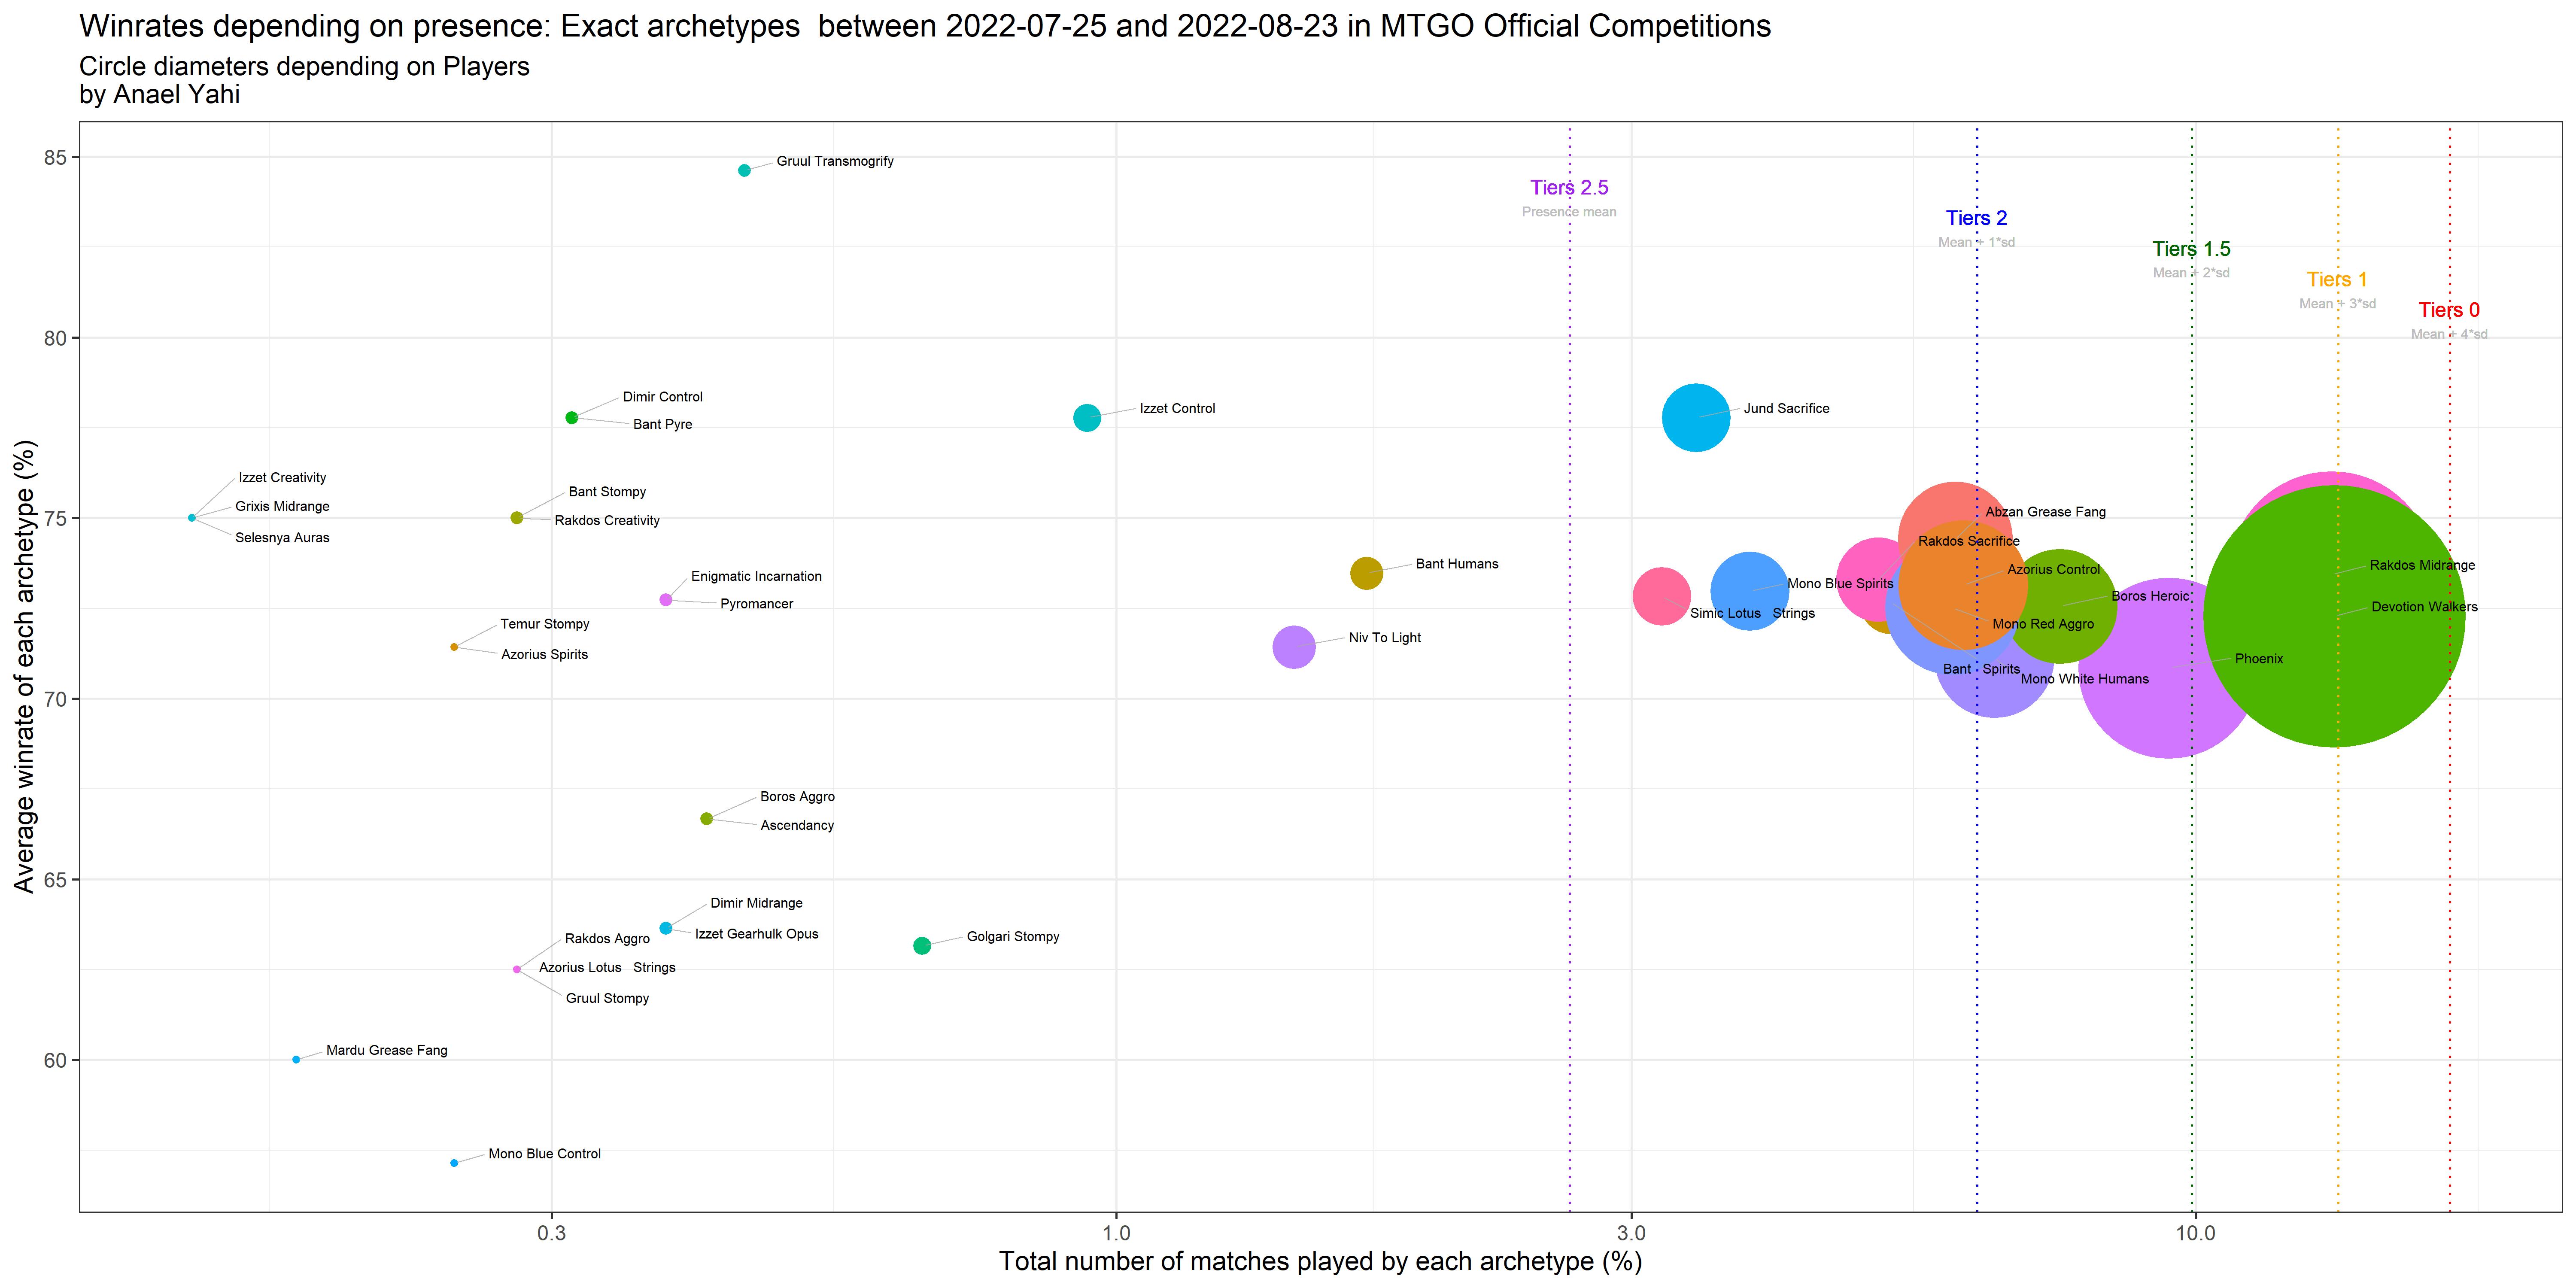 Winrates depending on presence: Exact archetypes  between 2022-07-25 and 2022-08-23 in MTGO Official Competitions
Circle diameters depending on Players
by Anael Yahi
Average winrate of each archetype (%)
85
80
75
70
65
60
Gruul Transmogrify
Tiers 2.5
Presence mean
Tiers 2
Mean + 1*sd
Tiers 1.5
Mean + 2*sd
Tiers 1
Mean + 3*sd
Tiers 0
Mean + 4*sd
Dimir Control
Bant Pyre
Izzet Control
Jund Sacrifice
Izzet Creativity
Grixis Midrange
Selesnya Auras
Bant Stompy
Rakdos Creativity
Abzan Grease Fang
Rakdos Sacrifice
Bant Humans
Rakdos Midrange
Azorius Control
Enigmatic Incarnation
Mono Blue Spirits
Pyromancer
Boros Heroic
Devotion Walkers
Simic Lotus   Strings
Temur Stompy
Mono Red Aggro
Niv To Light
Azorius Spirits
Phoenix
Bant   Spirits
Mono White Humans
Boros Aggro
Ascendancy
Dimir Midrange
Izzet Gearhulk Opus
Rakdos Aggro
Golgari Stompy
Azorius Lotus   Strings
Gruul Stompy
Mardu Grease Fang
Mono Blue Control
0.3
1.0
3.0
10.0
Total number of matches played by each archetype (%)